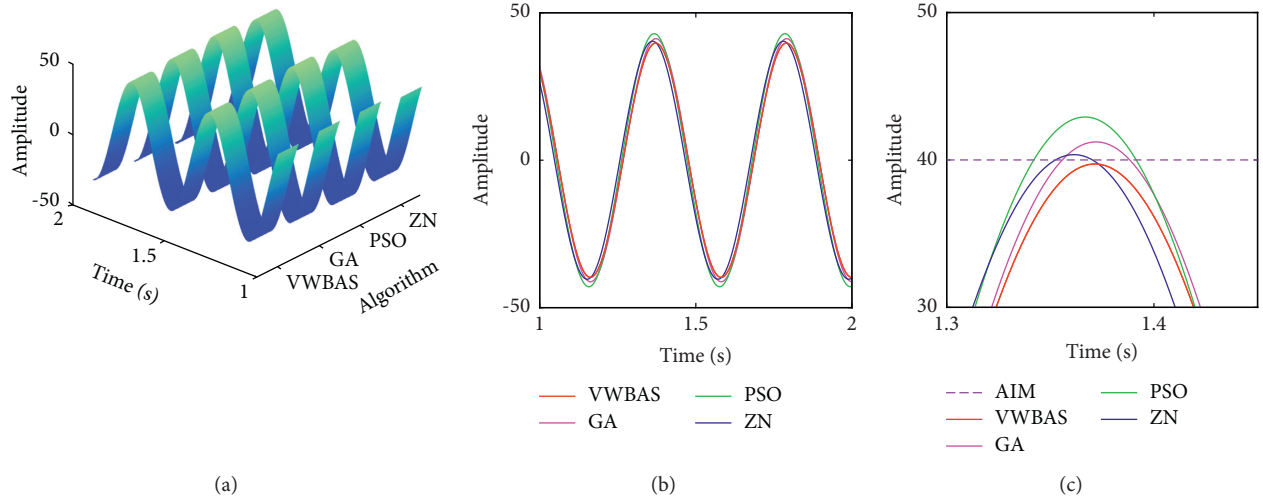 50
0
-50
Amplitude
2
1.5
1
Time (s)
VWBAS
GA
PSO
ZN
Algorithm
(a)
50
0
-50
Amplitude
1
1.5
2
Time (s)
VWBAS
GA
PSO
ZN
(b)
50
40
30
Amplitude
1.3
1.4
Time (s)
AIM
VWBAS
GA
PSO
ZN
(c)